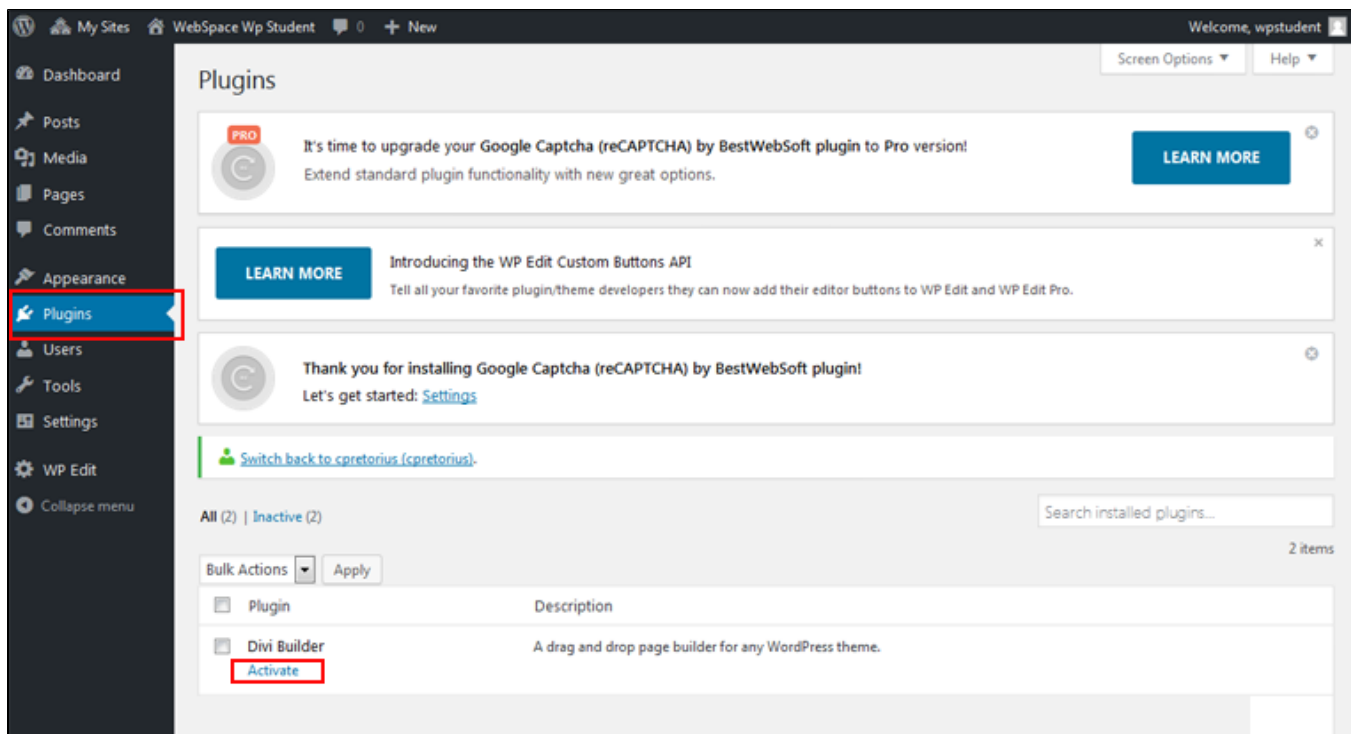 My Sites WebSpace Wp Student 0 New Welcome, wpstudent
Screen Options Help
Dashboard
Posts
Media
Pages
Comments
Appearance
Plugins
Users
Tools
Settings
WP Edit
Collapse menu
Plugins
PRO
It's time to upgrade your Google Captcha (reCAPTCHA) by BestWebSoft plugin to Pro version!
Extend standard plugin functionality with new great options.
LEARN MORE
LEARN MORE
Introducing the WP Edit Custom Buttons API
Tell all your favorite plugin/theme developers they can now add their editor buttons to WP Edit and WP Edit Pro.
Thank you for installing Google Captcha (reCAPTCHA) by BestWebSoft plugin!
Let's get started: Settings
Switch back to cpretorius (cpretorius).
All (2) | Inactive (2)
Search installed plugins...
2 items
Bulk Actions Apply
Plugin Description
Divi Builder A drag and drop page builder for any WordPress theme.
Activate